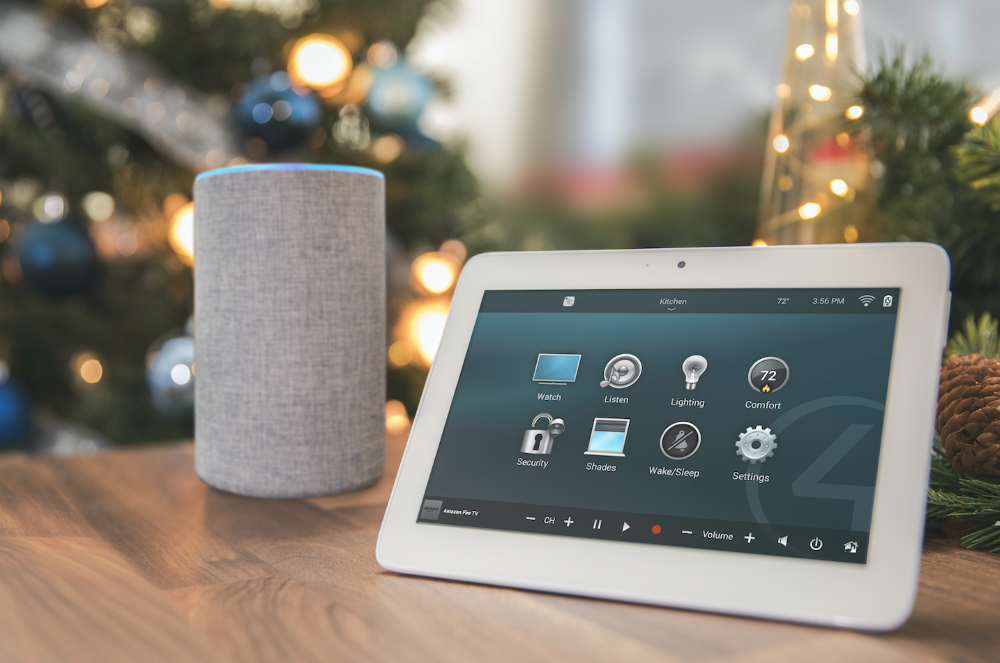 Kitchen
72°
3:56 PM
Watch
Listen
Lighting
72
Comfort
Security
Shades
Wake/Sleep
Settings
Amazon Fire TV
CH
Volume
4